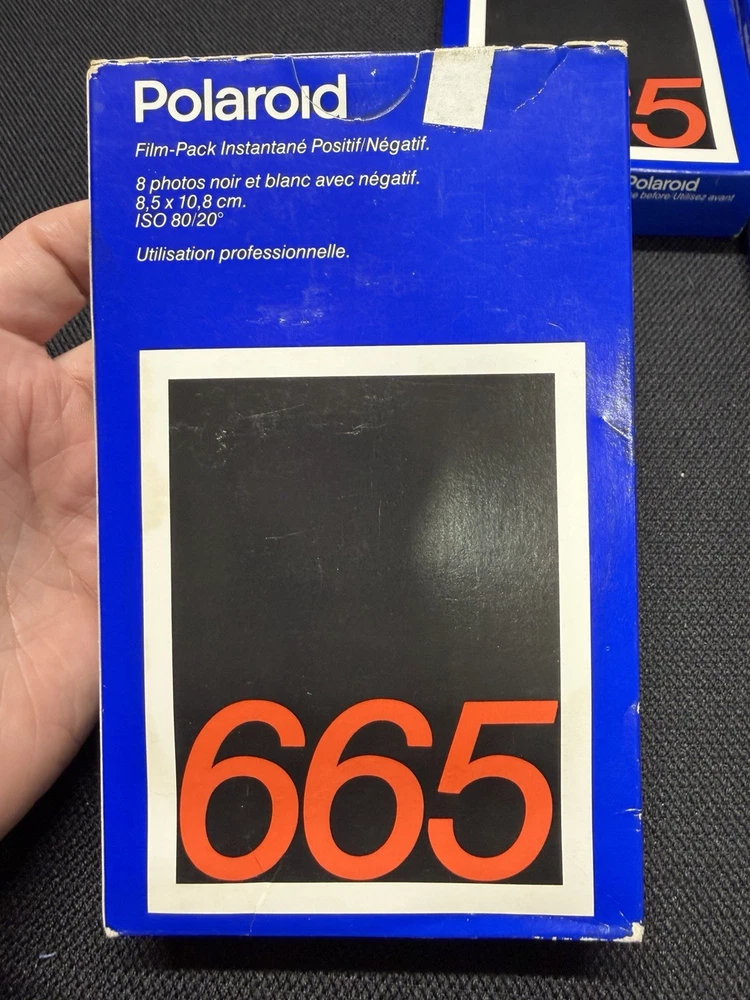 Polaroid
Film-Pack Instantané Positif/Négatif.
8 photos noir et blanc avec négatif.
8,5 x 10,8 cm.
ISO 80/20°
Utilisation professionnelle.
665
5
Polaroid
before/Utilisez avant